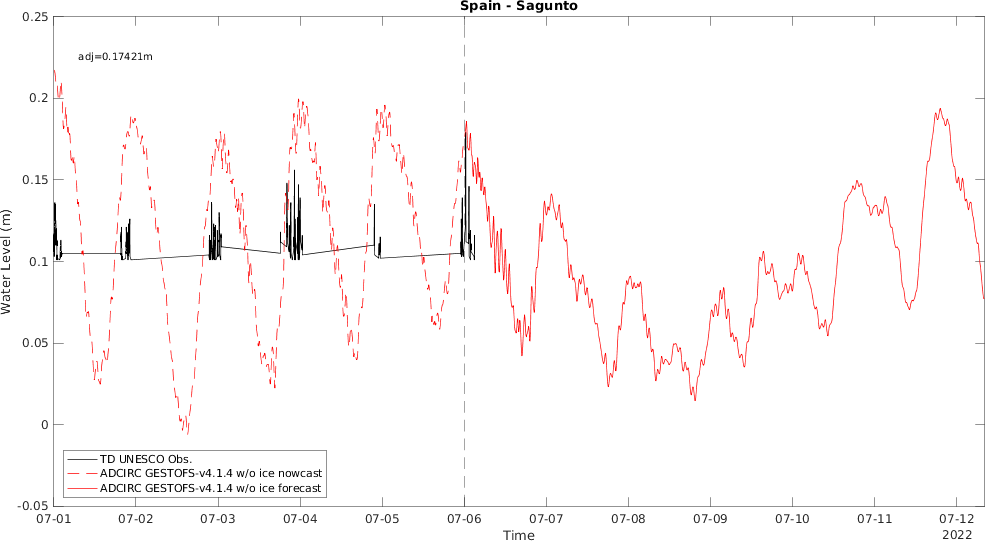 Spain - Sagunto
0.25
adj=0.17421m
0.2
0.15
0.1
0.05
0
-0.05
Water Level (m)
TD UNESCO Obs.
ADCIRC GESTOFS-v4.1.4 w/o ice nowcast
ADCIRC GESTOFS-v4.1.4 w/o ice forecast
07-01 07-02 07-03 07-04 07-05 07-06 07-07 07-08 07-09 07-10 07-11 07-12
Time
2022